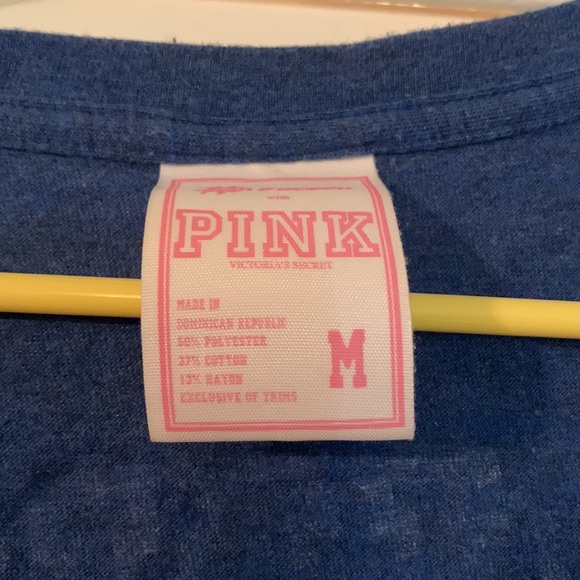 with
PINK
VICTORIA'S SECRET
MADE IN
DOMINICAN REPUBLIC
50% POLYESTER
37% COTTON
13% RAYON
EXCLUSIVE OF TRIMS
M